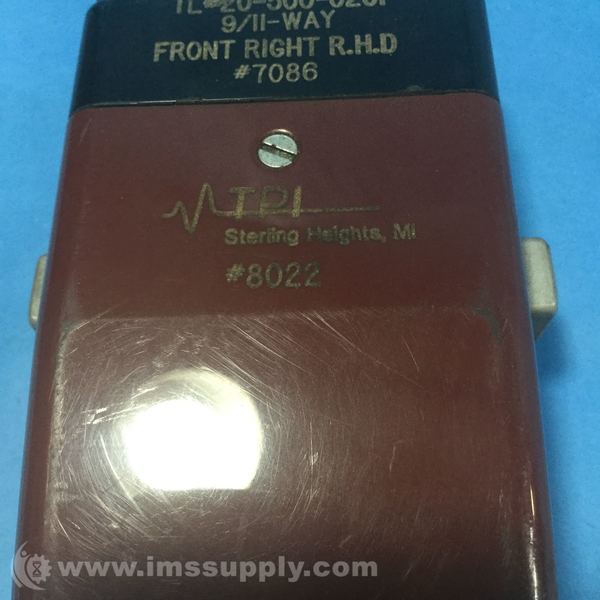 9/11-WAY
FRONT RIGHT R.H.D
#7086
TPI
Sterling Heights, MI
#8022
www.imssupply.com